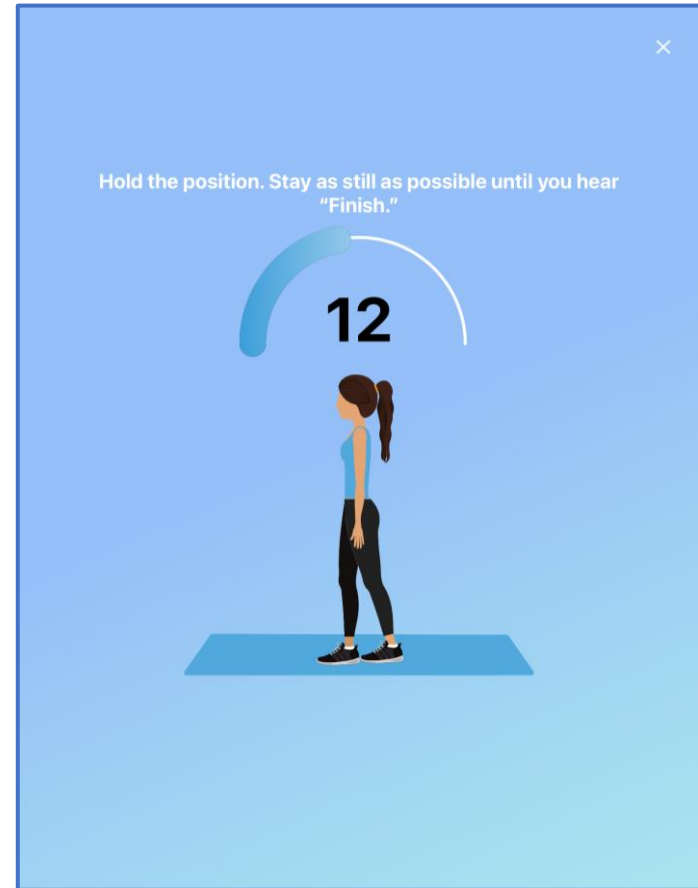 Hold the position. Stay as still as possible until you hear
“Finish.”
12